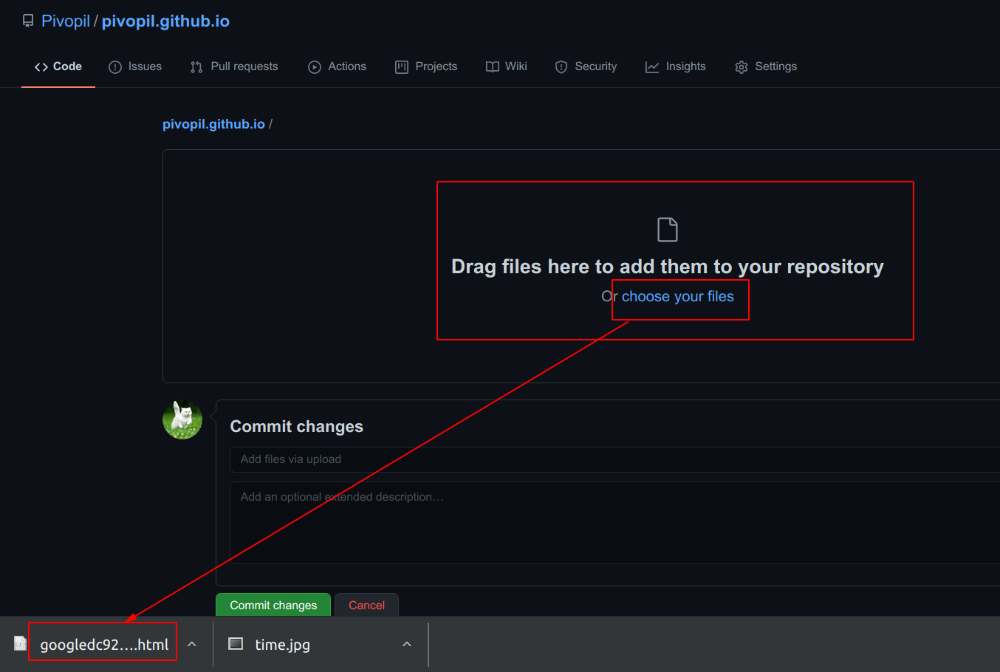 Pivopil / pivopil.github.io
Code Issues Pull requests Actions Projects Wiki Security Insights Settings
pivopil.github.io /
Drag files here to add them to your repository
Or choose your files
Commit changes
Add files via upload
Add an optional extended description…
Commit changes Cancel
googledc92….html time.jpg